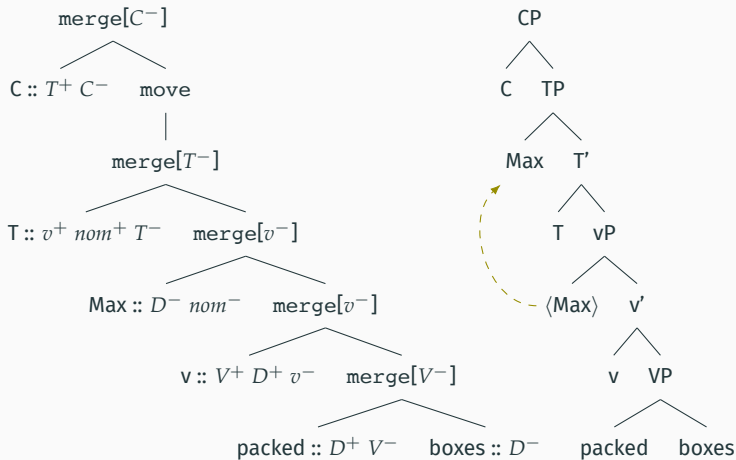 merge[C⁻] CP
C :: T⁺ C⁻ move C TP
merge[T⁻] Max T’
T :: v⁺ nom⁺ T⁻ merge[v⁻] T vP
Max :: D⁻ nom⁻ merge[v⁻] ⟨Max⟩ v’
v :: V⁺ D⁺ v⁻ merge[V⁻] v VP
packed :: D⁺ V⁻ boxes :: D⁻ packed boxes